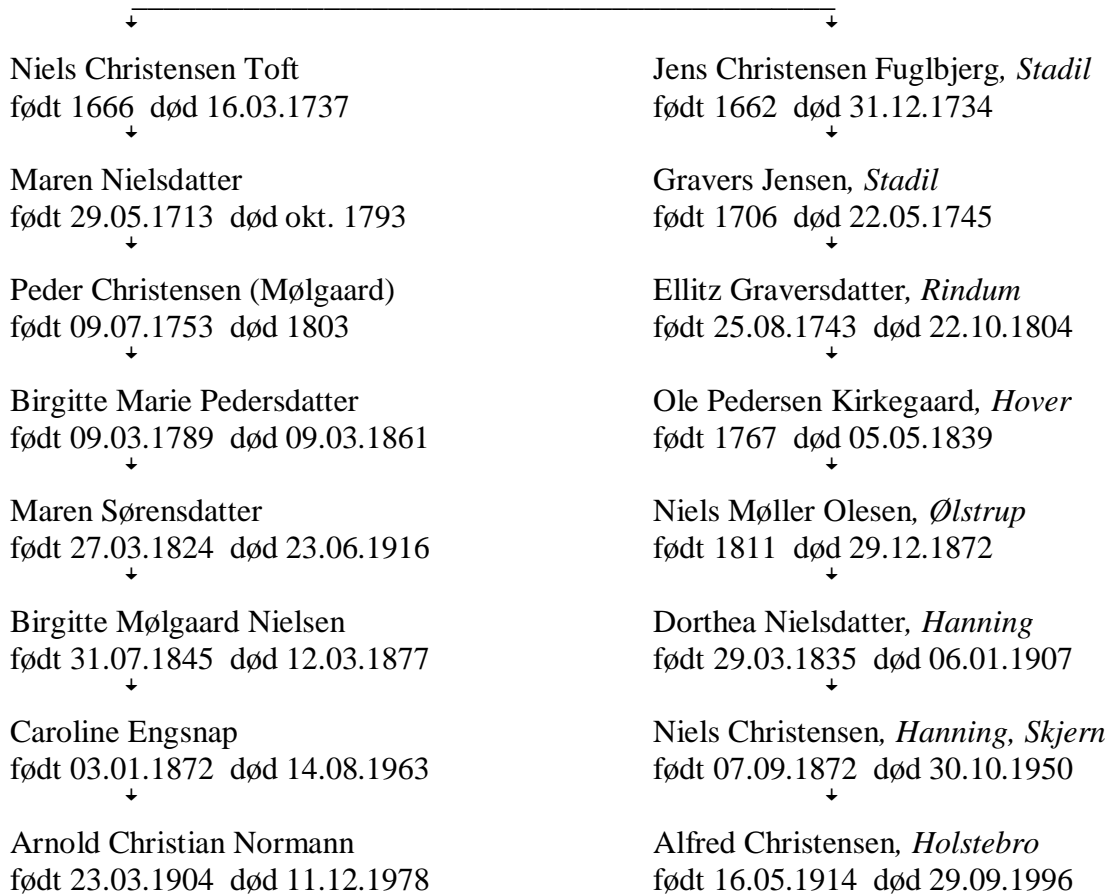 Niels Christensen Toft
født 1666 død 16.03.1737
Maren Nielsdatter
født 29.05.1713 død okt. 1793
Peder Christensen (Mølgaard)
født 09.07.1753 død 1803
Birgitte Marie Pedersdatter
født 09.03.1789 død 09.03.1861
Maren Sørensdatter
født 27.03.1824 død 23.06.1916
Birgitte Mølgaard Nielsen
født 31.07.1845 død 12.03.1877
Caroline Engsnap
født 03.01.1872 død 14.08.1963
Arnold Christian Normann
født 23.03.1904 død 11.12.1978
Jens Christensen Fuglbjerg, Stadil
født 1662 død 31.12.1734
Gravers Jensen, Stadil
født 1706 død 22.05.1745
Ellitz Graversdatter, Rindum
født 25.08.1743 død 22.10.1804
Ole Pedersen Kirkegaard, Hover
født 1767 død 05.05.1839
Niels Møller Olesen, Ølstrup
født 1811 død 29.12.1872
Dorthea Nielsdatter, Hanning
født 29.03.1835 død 06.01.1907
Niels Christensen, Hanning, Skjern
født 07.09.1872 død 30.10.1950
Alfred Christensen, Holstebro
født 16.05.1914 død 29.09.1996